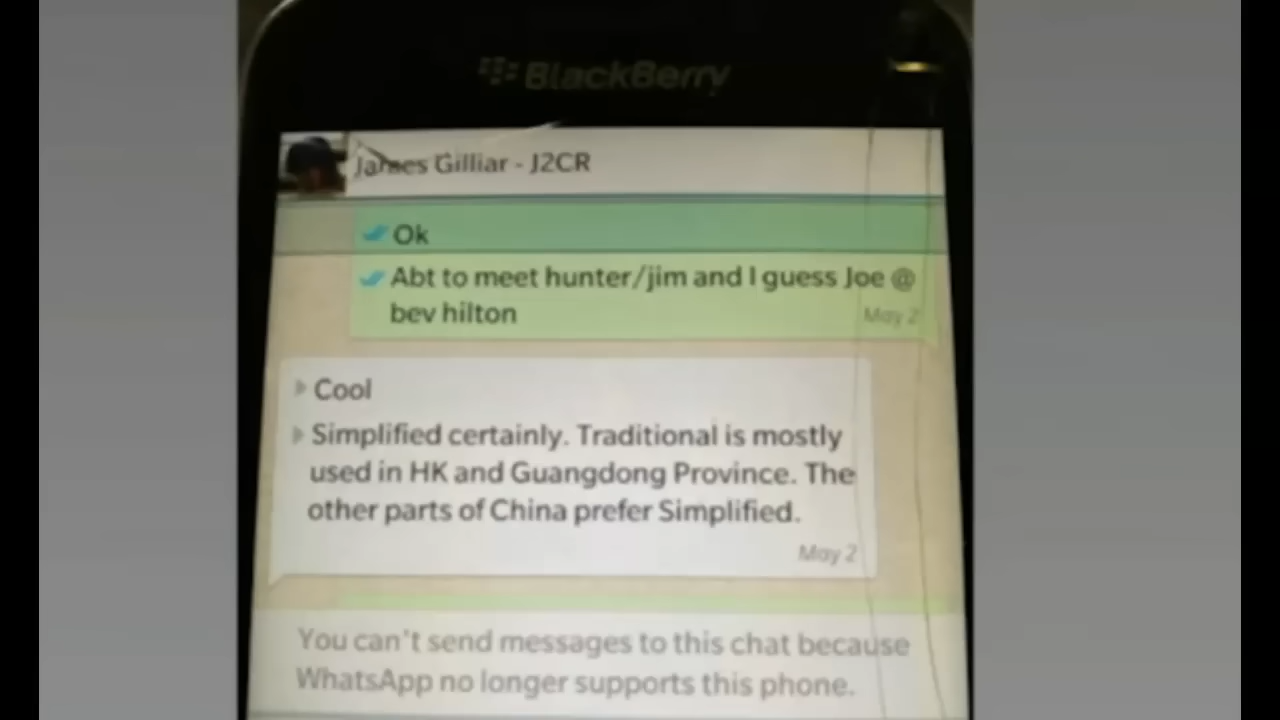 BlackBerry
James Gilliar - J2CR
Ok
Abt to meet hunter/jim and I guess Joe @
bev hilton
May 2
Cool
Simplified certainly. Traditional is mostly
used in HK and Guangdong Province. The
other parts of China prefer Simplified.
May 2
You can't send messages to this chat because
WhatsApp no longer supports this phone.